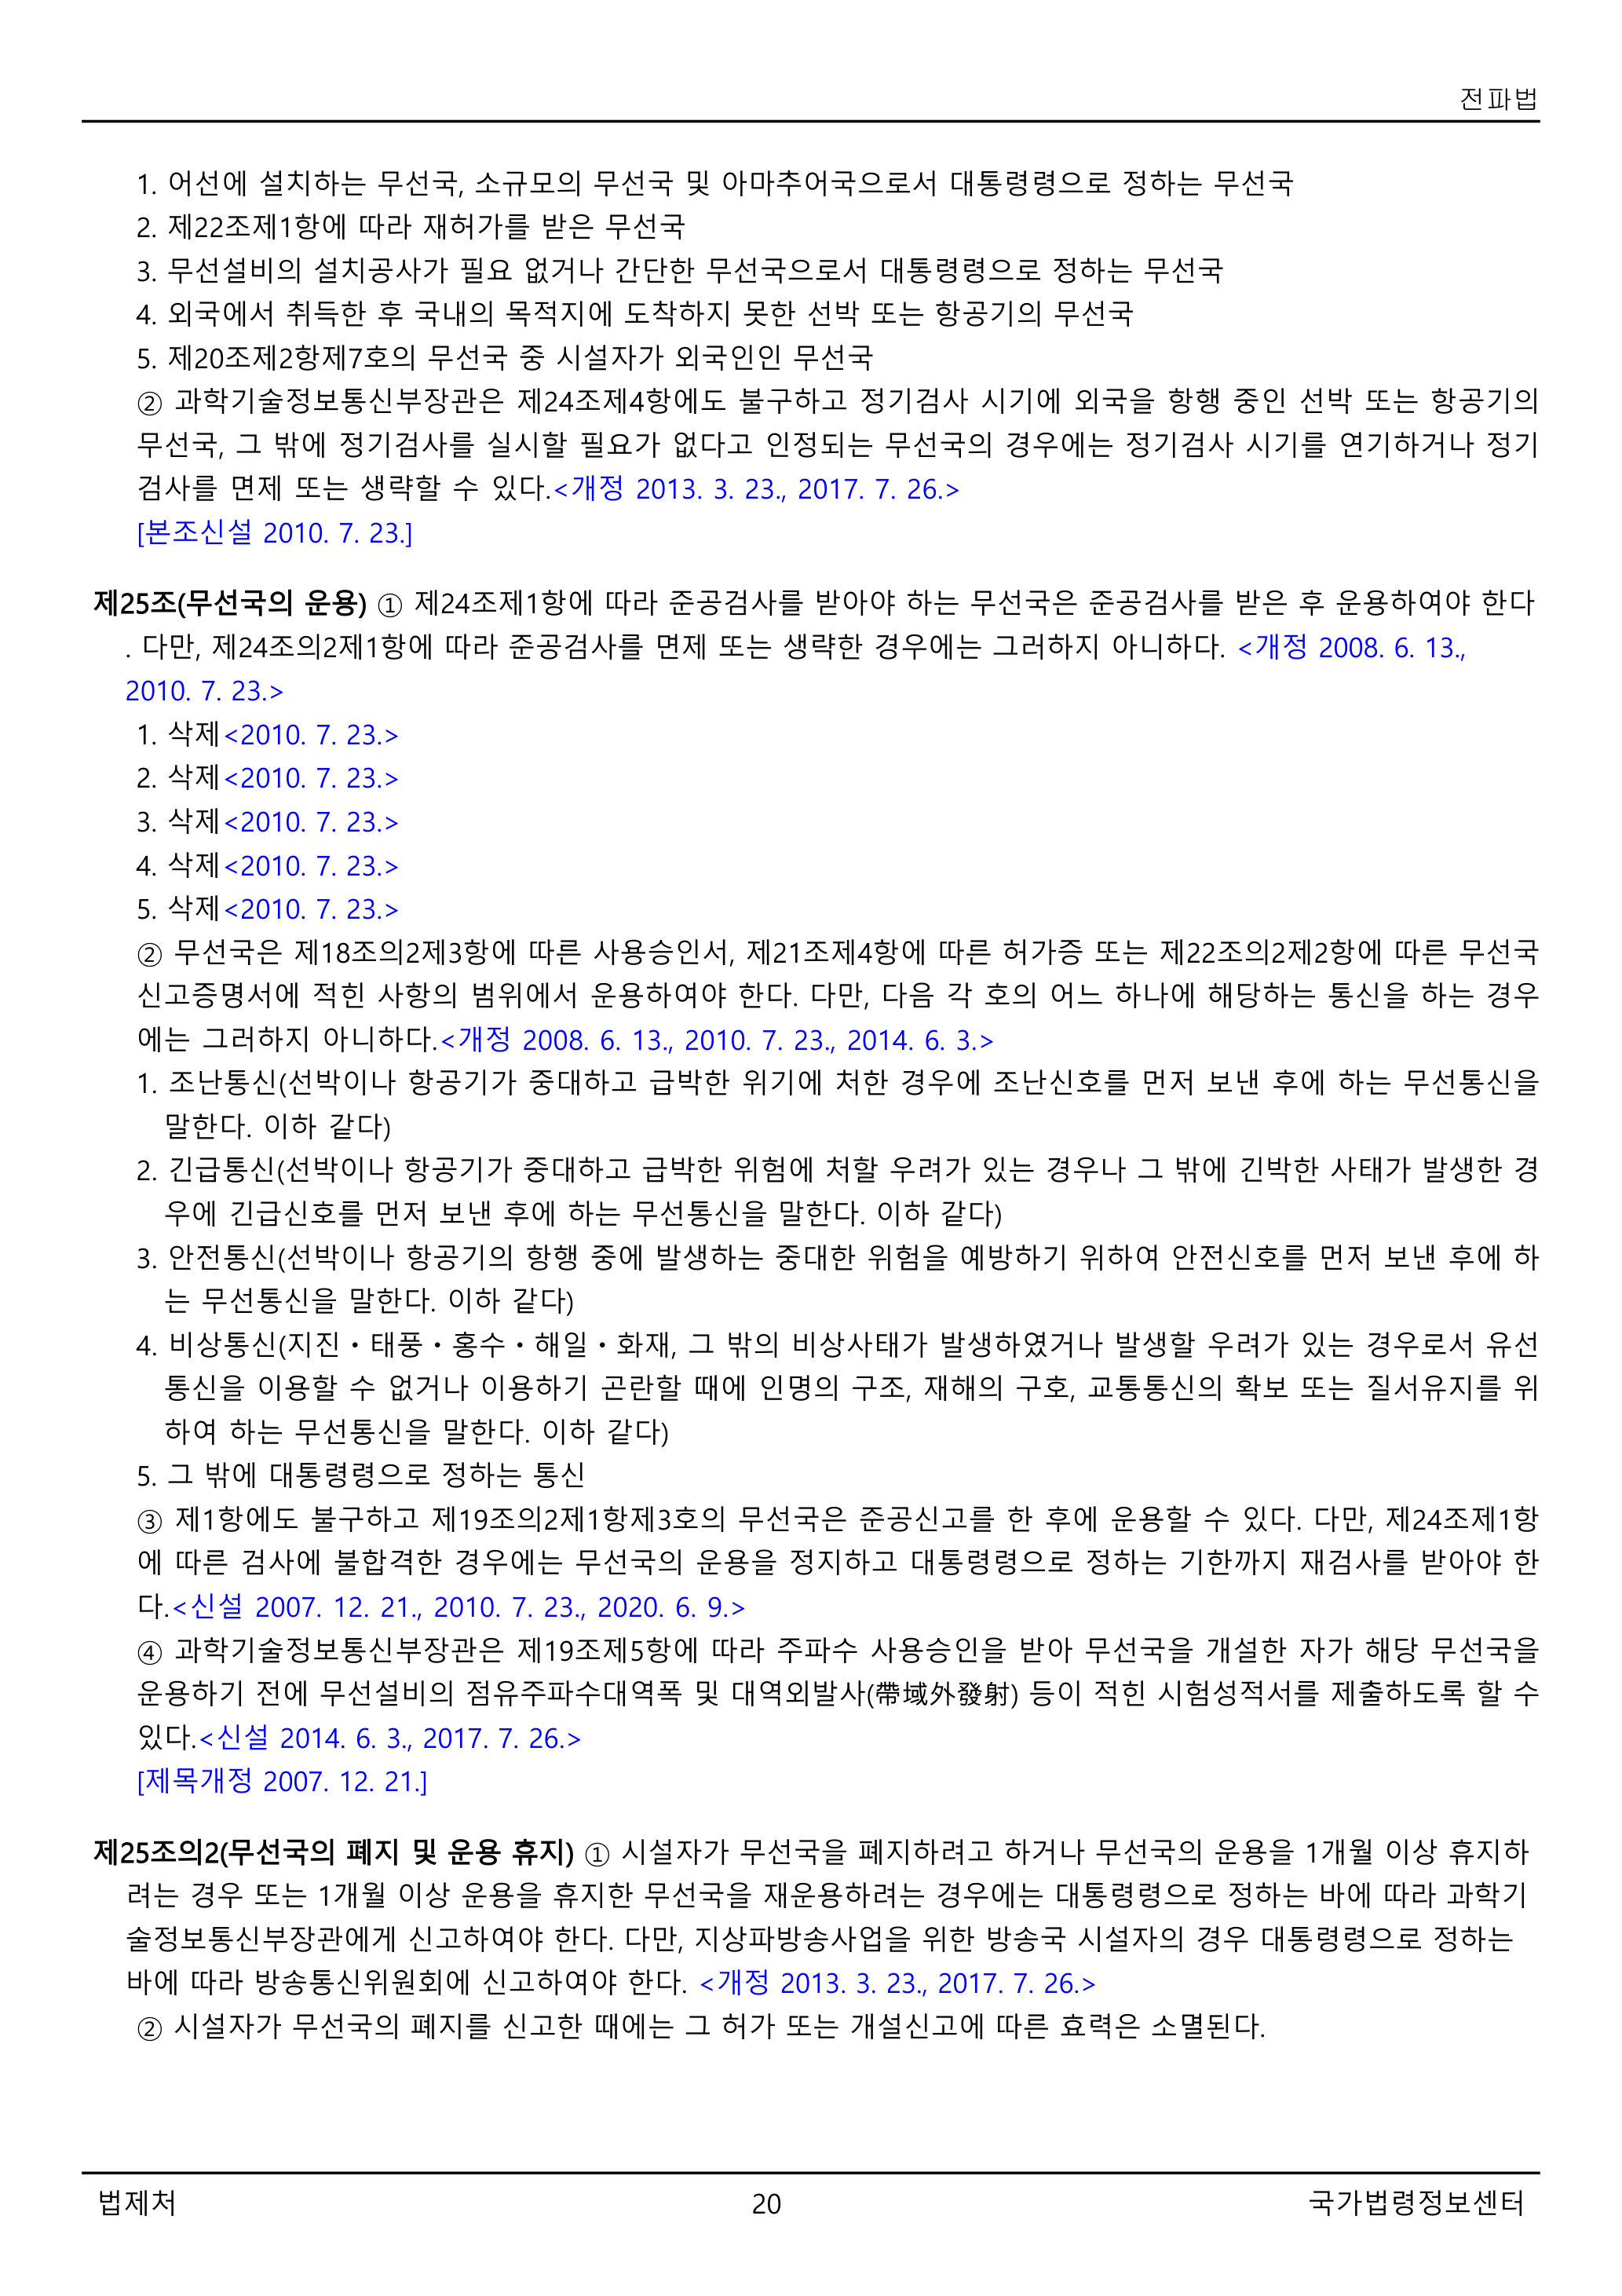 전파법
1. 어선에 설치하는 무선국, 소규모의 무선국 및 아마추어국으로서 대통령령으로 정하는 무선국
2. 제22조제1항에 따라 재허가를 받은 무선국
3. 무선설비의 설치공사가 필요 없거나 간단한 무선국으로서 대통령령으로 정하는 무선국
4. 외국에서 취득한 후 국내의 목적지에 도착하지 못한 선박 또는 항공기의 무선국
5. 제20조제2항제7호의 무선국 중 시설자가 외국인인 무선국
② 과학기술정보통신부장관은 제24조제4항에도 불구하고 정기검사 시기에 외국을 항행 중인 선박 또는 항공기의
무선국, 그 밖에 정기검사를 실시할 필요가 없다고 인정되는 무선국의 경우에는 정기검사 시기를 연기하거나 정기
검사를 면제 또는 생략할 수 있다.<개정 2013. 3. 23., 2017. 7. 26.>
[본조신설 2010. 7. 23.]
제25조(무선국의 운용) ① 제24조제1항에 따라 준공검사를 받아야 하는 무선국은 준공검사를 받은 후 운용하여야 한다
. 다만, 제24조의2제1항에 따라 준공검사를 면제 또는 생략한 경우에는 그러하지 아니하다. <개정 2008. 6. 13.,
2010. 7. 23.>
1. 삭제<2010. 7. 23.>
2. 삭제<2010. 7. 23.>
3. 삭제<2010. 7. 23.>
4. 삭제<2010. 7. 23.>
5. 삭제<2010. 7. 23.>
② 무선국은 제18조의2제3항에 따른 사용승인서, 제21조제4항에 따른 허가증 또는 제22조의2제2항에 따른 무선국
신고증명서에 적힌 사항의 범위에서 운용하여야 한다. 다만, 다음 각 호의 어느 하나에 해당하는 통신을 하는 경우
에는 그러하지 아니하다.<개정 2008. 6. 13., 2010. 7. 23., 2014. 6. 3.>
1. 조난통신(선박이나 항공기가 중대하고 급박한 위기에 처한 경우에 조난신호를 먼저 보낸 후에 하는 무선통신을
말한다. 이하 같다)
2. 긴급통신(선박이나 항공기가 중대하고 급박한 위험에 처할 우려가 있는 경우나 그 밖에 긴박한 사태가 발생한 경
우에 긴급신호를 먼저 보낸 후에 하는 무선통신을 말한다. 이하 같다)
3. 안전통신(선박이나 항공기의 항행 중에 발생하는 중대한 위험을 예방하기 위하여 안전신호를 먼저 보낸 후에 하
는 무선통신을 말한다. 이하 같다)
4. 비상통신(지진ㆍ태풍ㆍ홍수ㆍ해일ㆍ화재, 그 밖의 비상사태가 발생하였거나 발생할 우려가 있는 경우로서 유선
통신을 이용할 수 없거나 이용하기 곤란할 때에 인명의 구조, 재해의 구호, 교통통신의 확보 또는 질서유지를 위
하여 하는 무선통신을 말한다. 이하 같다)
5. 그 밖에 대통령령으로 정하는 통신
③ 제1항에도 불구하고 제19조의2제1항제3호의 무선국은 준공신고를 한 후에 운용할 수 있다. 다만, 제24조제1항
에 따른 검사에 불합격한 경우에는 무선국의 운용을 정지하고 대통령령으로 정하는 기한까지 재검사를 받아야 한
다.<신설 2007. 12. 21., 2010. 7. 23., 2020. 6. 9.>
④ 과학기술정보통신부장관은 제19조제5항에 따라 주파수 사용승인을 받아 무선국을 개설한 자가 해당 무선국을
운용하기 전에 무선설비의 점유주파수대역폭 및 대역외발사(帶域外發射) 등이 적힌 시험성적서를 제출하도록 할 수
있다.<신설 2014. 6. 3., 2017. 7. 26.>
[제목개정 2007. 12. 21.]
제25조의2(무선국의 폐지 및 운용 휴지) ① 시설자가 무선국을 폐지하려고 하거나 무선국의 운용을 1개월 이상 휴지하
려는 경우 또는 1개월 이상 운용을 휴지한 무선국을 재운용하려는 경우에는 대통령령으로 정하는 바에 따라 과학기
술정보통신부장관에게 신고하여야 한다. 다만, 지상파방송사업을 위한 방송국 시설자의 경우 대통령령으로 정하는
바에 따라 방송통신위원회에 신고하여야 한다. <개정 2013. 3. 23., 2017. 7. 26.>
② 시설자가 무선국의 폐지를 신고한 때에는 그 허가 또는 개설신고에 따른 효력은 소멸된다.
법제처
20
국가법령정보센터